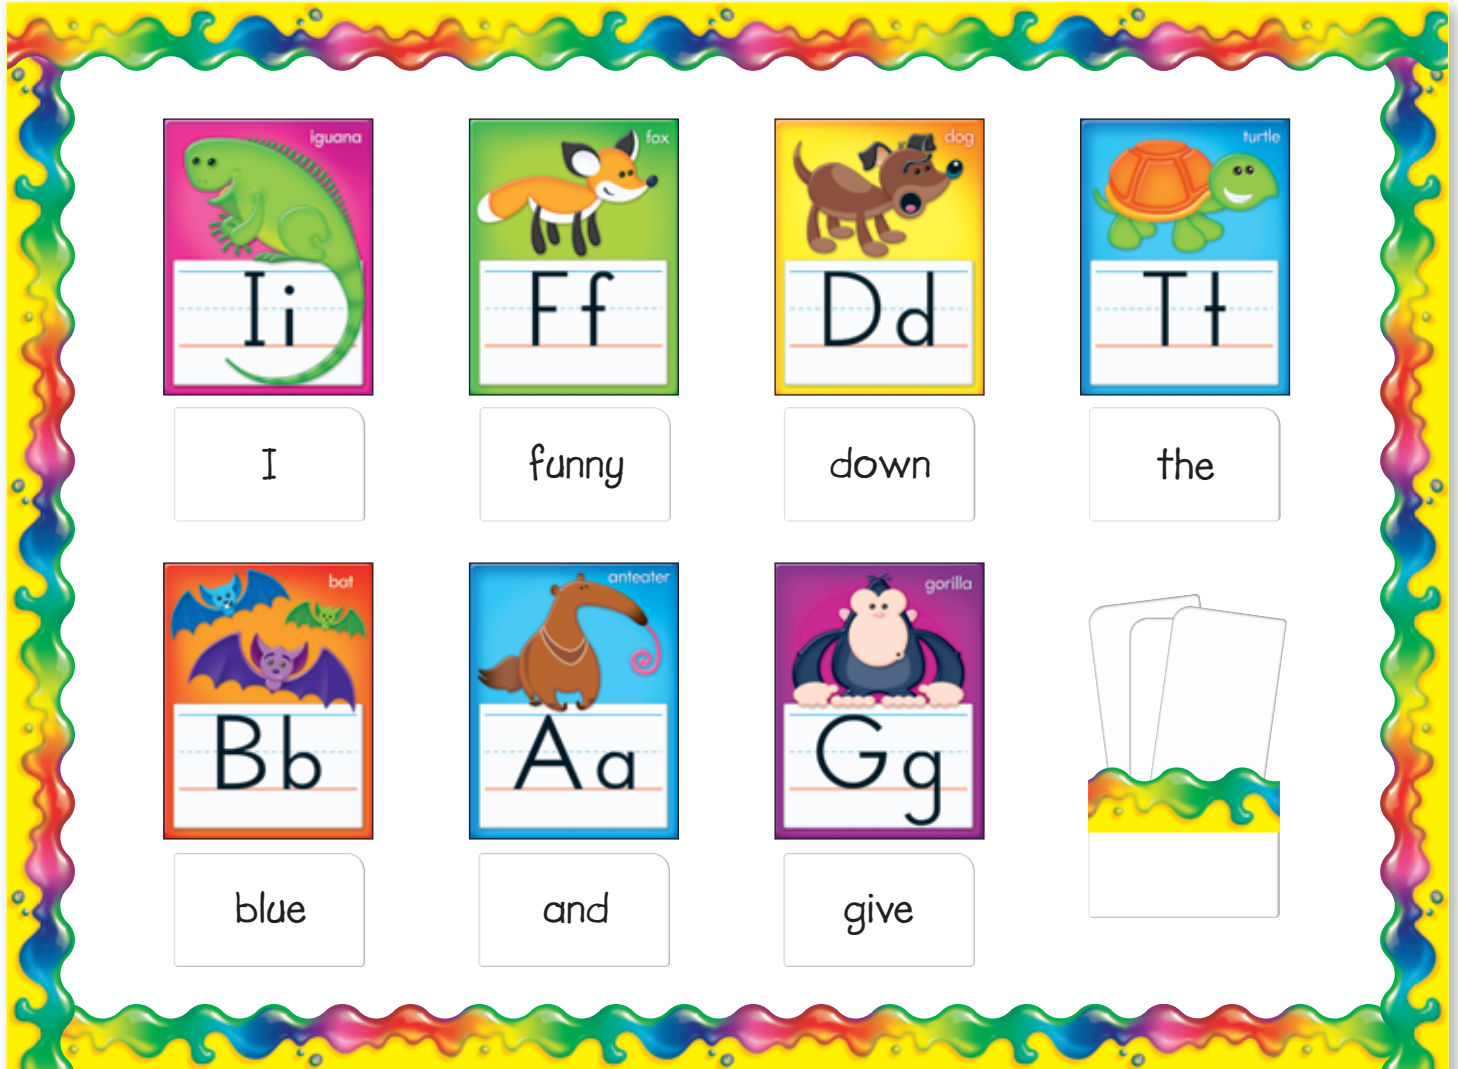 iguana
Ii
I
fox
Ff
funny
dog
Dd
down
turtle
Tt
the
bat
Bb
blue
anteater
Aa
and
gorilla
Gg
give